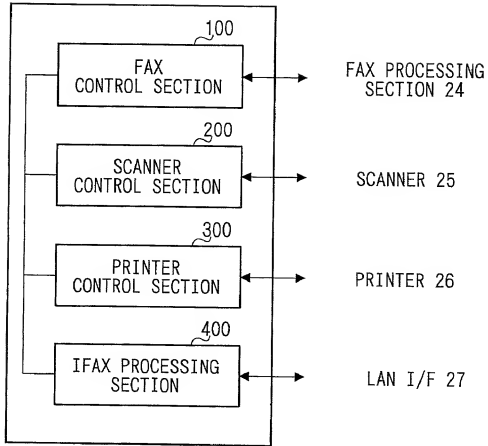 100
FAX
CONTROL SECTION
FAX PROCESSING
SECTION 24
200
SCANNER
CONTROL SECTION
SCANNER 25
300
PRINTER
CONTROL SECTION
PRINTER 26
400
IFAX PROCESSING
SECTION
LAN I/F 27